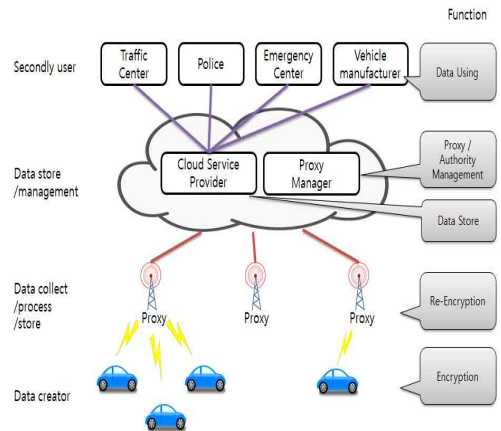 Function
Secondly user
Traffic
Center
Police
Emergency
Center
Vehicle
manufacturer
Data Using
Data store
/management
Cloud Service
Provider
Proxy
Manager
Proxy /
Authority
Management
Data Store
Data collect
/process
/store
Proxy
Proxy
Proxy
Re-Encryption
Data creator
Encryption